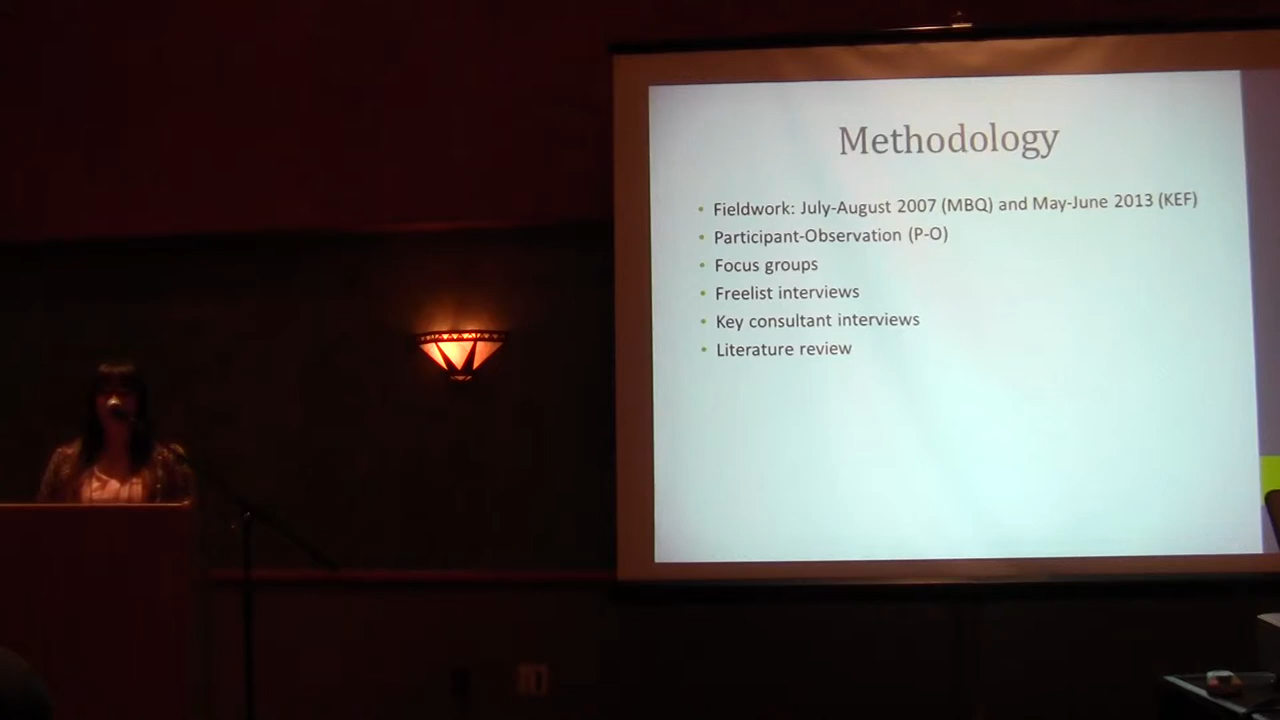 Methodology
• Fieldwork: July-August 2007 (MBQ) and May-June 2013 (KEF)
• Participant-Observation (P-O)
• Focus groups
• Freelist interviews
• Key consultant interviews
• Literature review